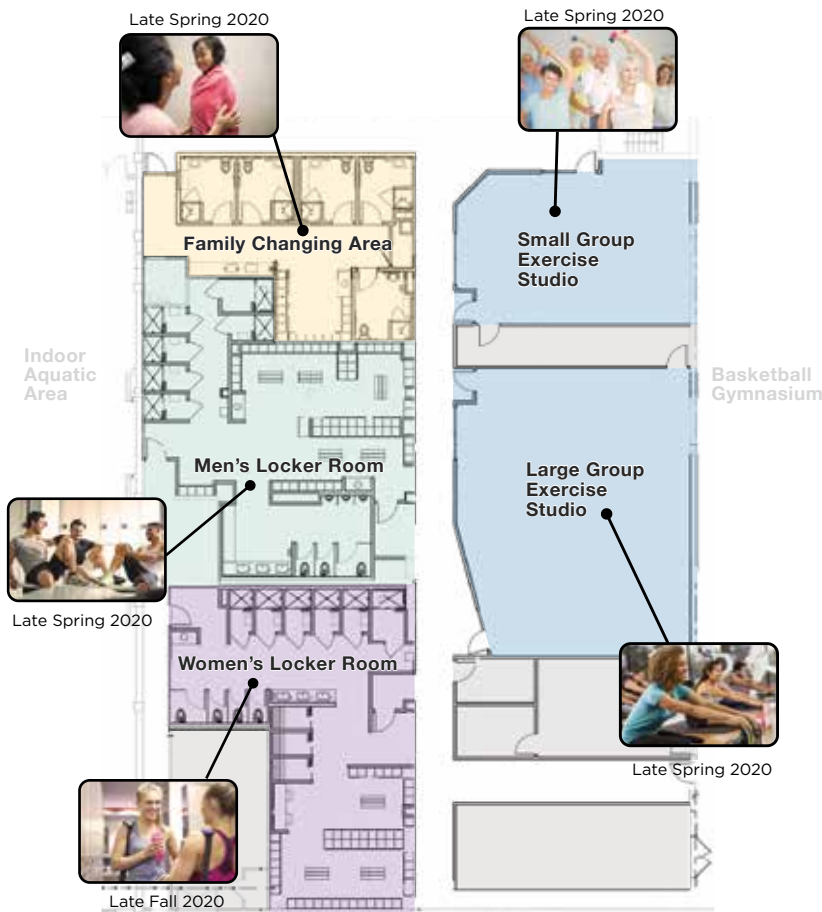 Late Spring 2020
Late Spring 2020
Family Changing Area
Small Group
Exercise
Studio
Indoor
Aquatic
Area
Basketball
Gymnasium
Men's Locker Room
Large Group
Exercise
Studio
Late Spring 2020
Women's Locker Room
Late Spring 2020
Late Fall 2020